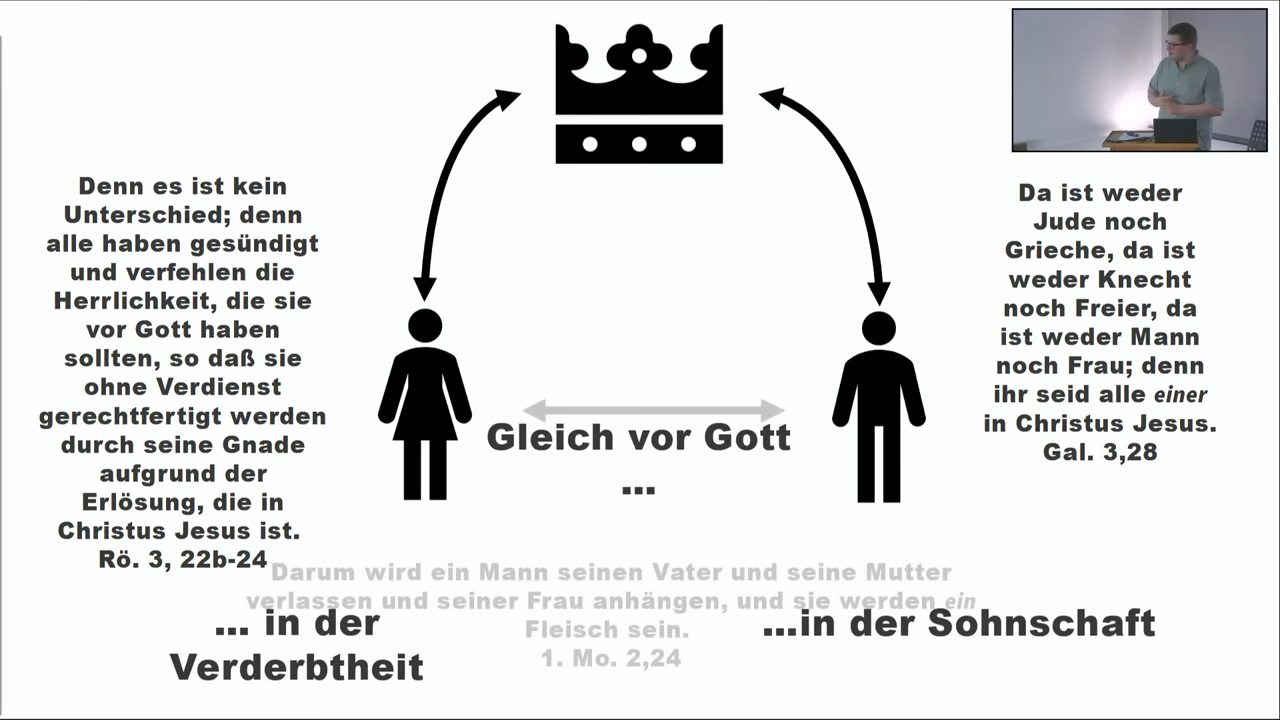 Denn es ist kein
Unterschied; denn
alle haben gesündigt
und verfehlen die
Herrlichkeit, die sie
vor Gott haben
sollten, so daß sie
ohne Verdienst
gerechtfertigt werden
durch seine Gnade
aufgrund der
Erlösung, die in
Christus Jesus ist.
Rö. 3, 22b-24
Gleich vor Gott
...
Da ist weder
Jude noch
Grieche, da ist
weder Knecht
noch Freier, da
ist weder Mann
noch Frau; denn
ihr seid alle einer
in Christus Jesus.
Gal. 3,28
Darum wird ein Mann seinen Vater und seine Mutter
verlassen und seiner Frau anhängen, und sie werden ein
Fleisch sein.
1. Mo. 2,24
... in der
Verderbtheit
...in der Sohnschaft